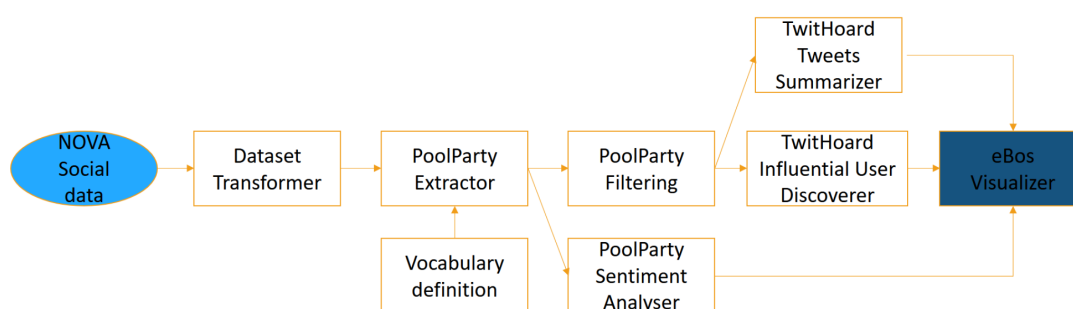 NOVA
Social
data
Dataset
Transformer
PoolParty
Extractor
Vocabulary
definition
PoolParty
Filtering
PoolParty
Sentiment
Analyser
TwitHoard
Tweets
Summarizer
TwitHoard
Influential User
Discoverer
eBos
Visualizer